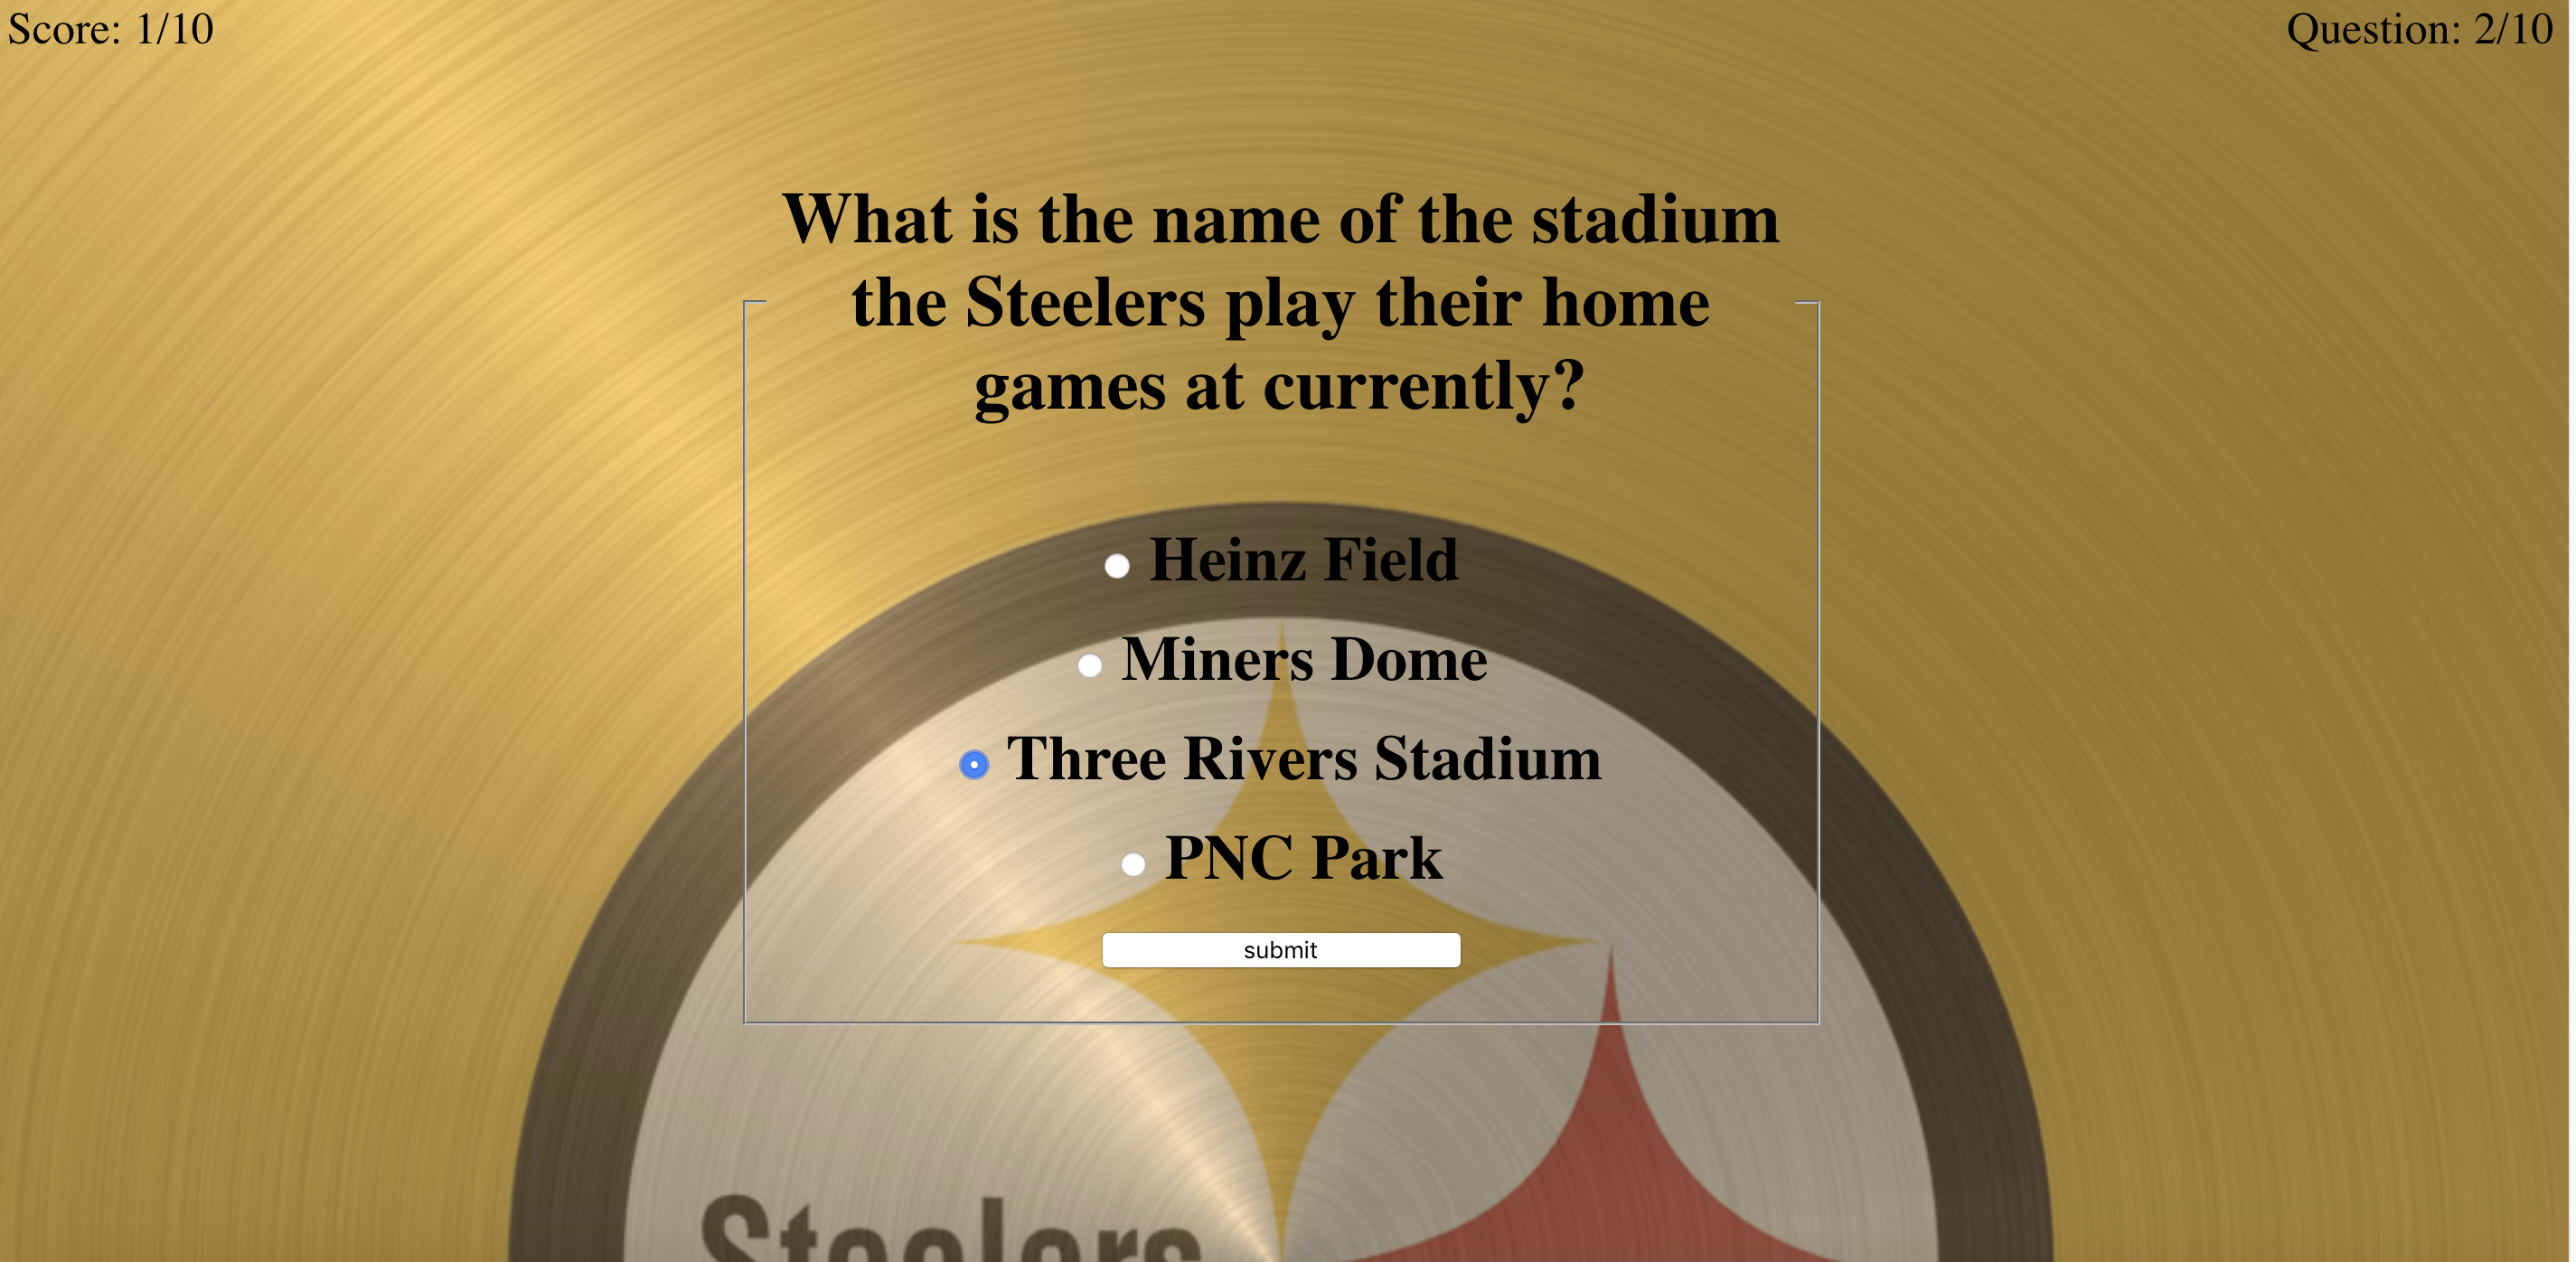 Score: 1/10
Question: 2/10
What is the name of the stadium
the Steelers play their home
games at currently?
Heinz Field
Miners Dome
Three Rivers Stadium
PNC Park
submit
Steelers